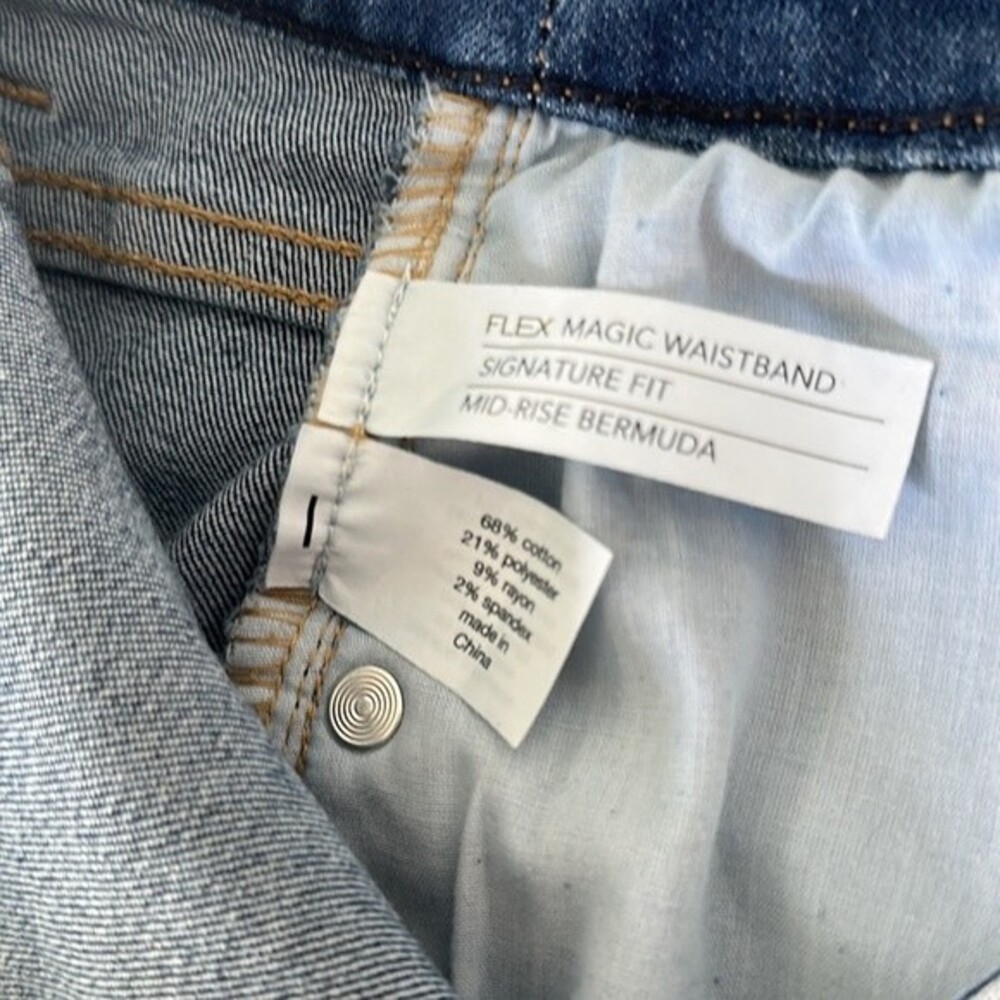 FLEX MAGIC WAISTBAND
SIGNATURE FIT
MID-RISE BERMUDA
68% cotton
21% polyester
9% rayon
2% spandex
made in
China